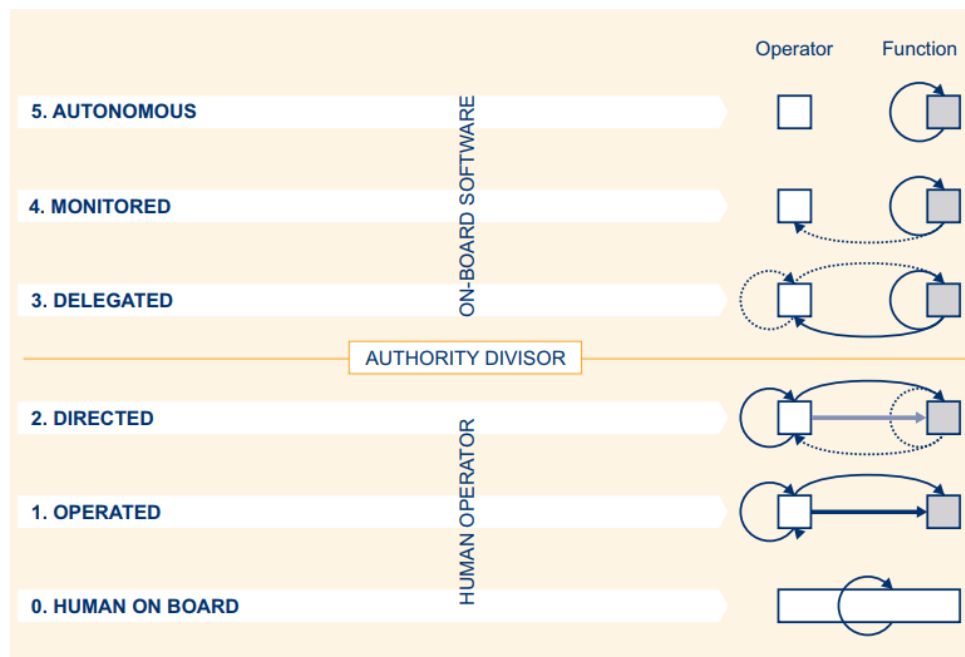 Operator Function
5. AUTONOMOUS
4. MONITORED
ON-BOARD SOFTWARE
3. DELEGATED
AUTHORITY DIVISOR
2. DIRECTED
1. OPERATED
HUMAN OPERATOR
0. HUMAN ON BOARD